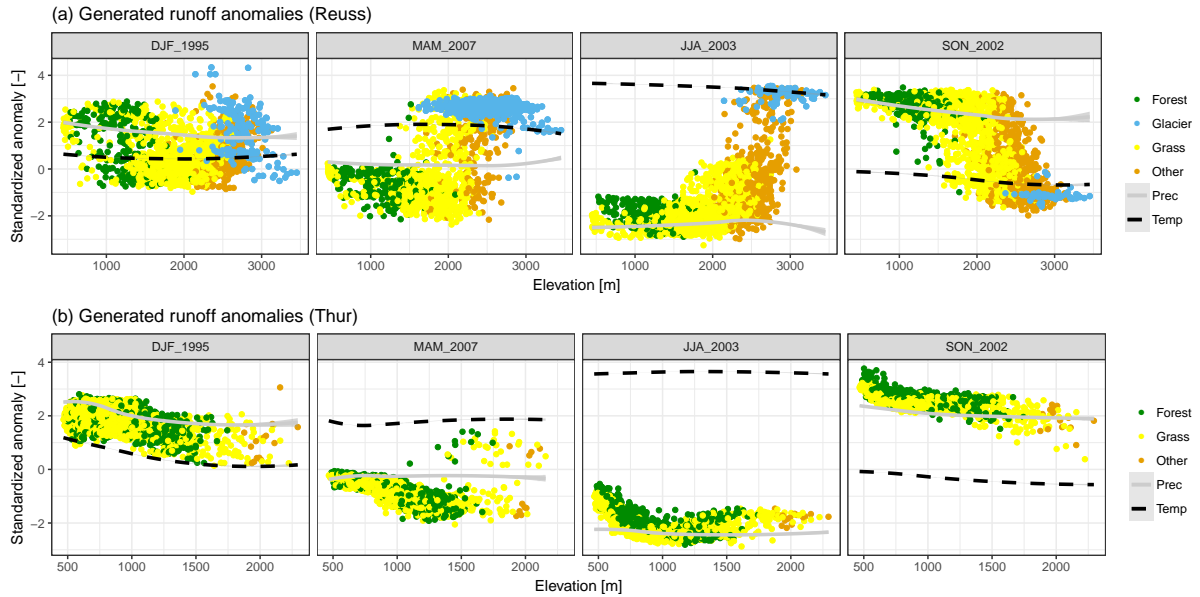 (a) Generated runoff anomalies (Reuss)
DJF_1995 MAM_2007 JJA_2003 SON_2002
Standardized anomaly [−]
4
2
0
−2
1000 2000 3000 1000 2000 3000 1000 2000 3000 1000 2000 3000
Elevation [m]
Forest
Glacier
Grass
Other
Prec
Temp
(b) Generated runoff anomalies (Thur)
DJF_1995 MAM_2007 JJA_2003 SON_2002
Standardized anomaly [−]
4
2
0
−2
500 1000 1500 2000 500 1000 1500 2000 500 1000 1500 2000 500 1000 1500 2000
Elevation [m]
Forest
Grass
Other
Prec
Temp